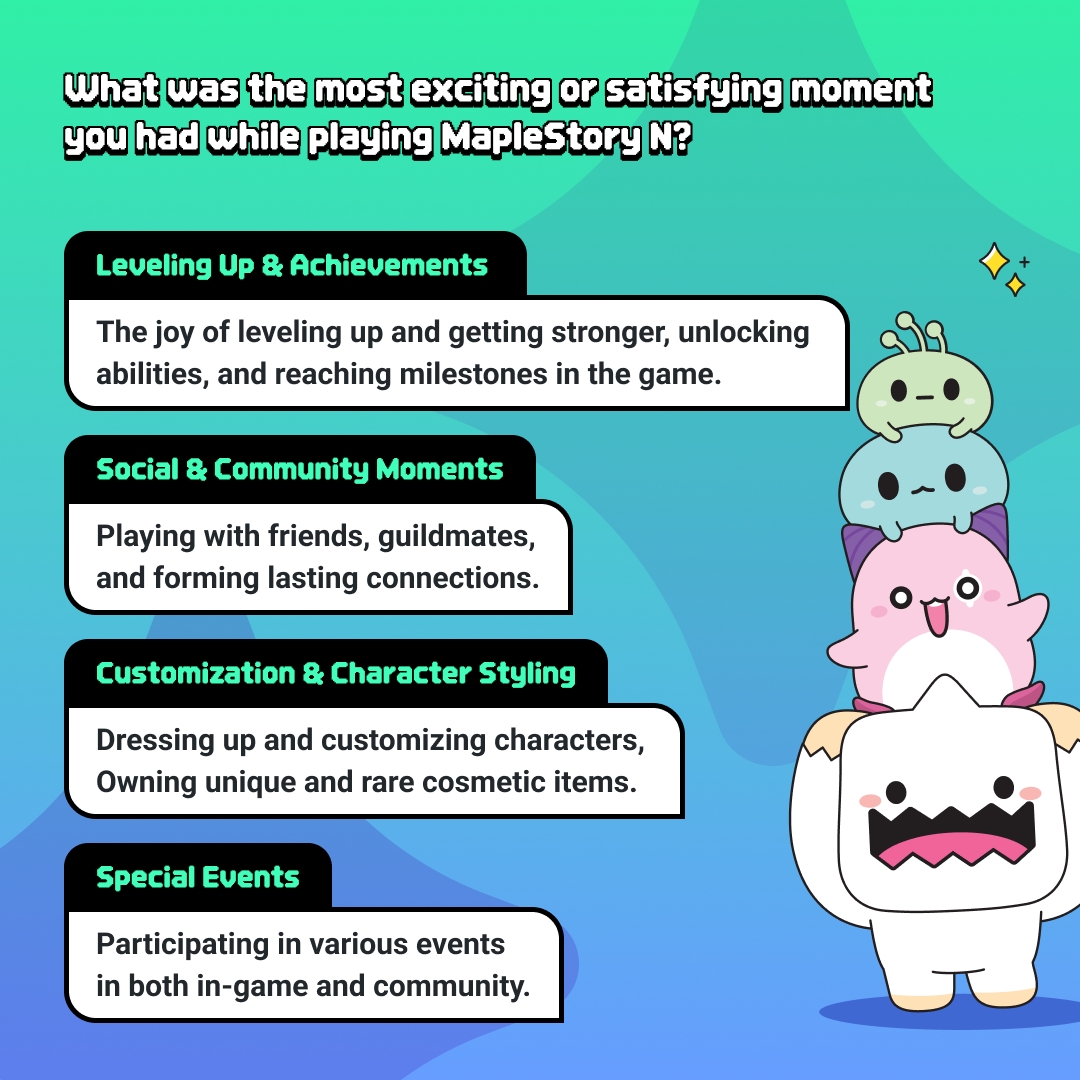 What was the most exciting or satisfying moment
you had while playing MapleStory N?
Leveling Up & Achievements
The joy of leveling up and getting stronger, unlocking
abilities, and reaching milestones in the game.
Social & Community Moments
Playing with friends, guildmates,
and forming lasting connections.
Customization & Character Styling
Dressing up and customizing characters,
Owning unique and rare cosmetic items.
Special Events
Participating in various events
in both in-game and community.